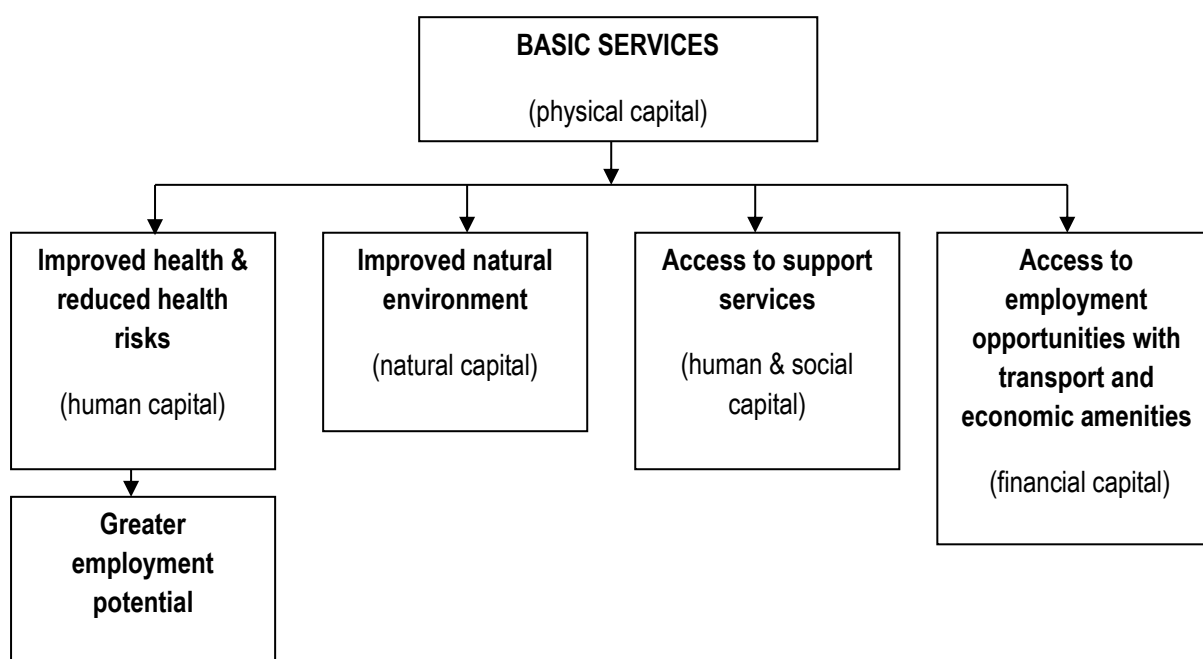 BASIC SERVICES
(physical capital)
Improved health &
reduced health
risks
(human capital)
Improved natural
environment
(natural capital)
Access to support
services
(human & social
capital)
Access to
employment
opportunities with
transport and
economic amenities
(financial capital)
Greater
employment
potential